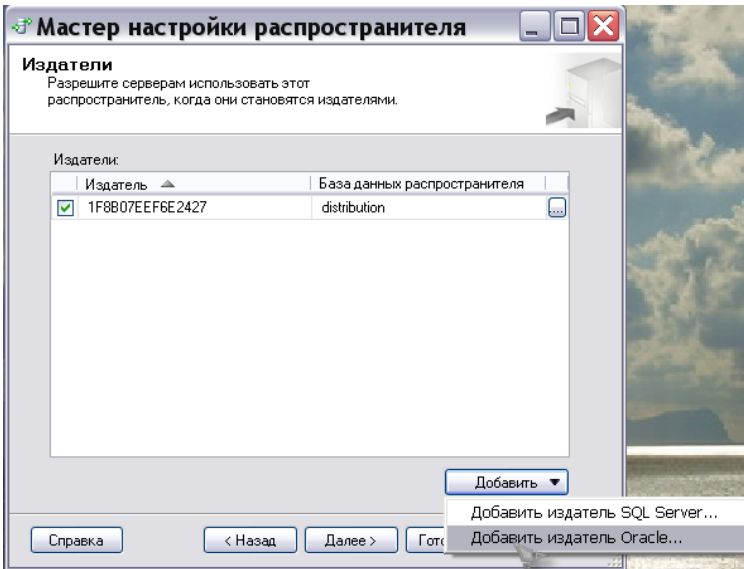 Мастер настройки распространителя
Издатели
Разрешите серверам использовать этот
распространитель, когда они становятся издателями.
Издатели:
Издатель База данных распространителя
1F8B07EEF6E2427 distribution ...
Добавить
Добавить издатель SQL Server...
Добавить издатель Oracle...
Справка < Назад Далее >